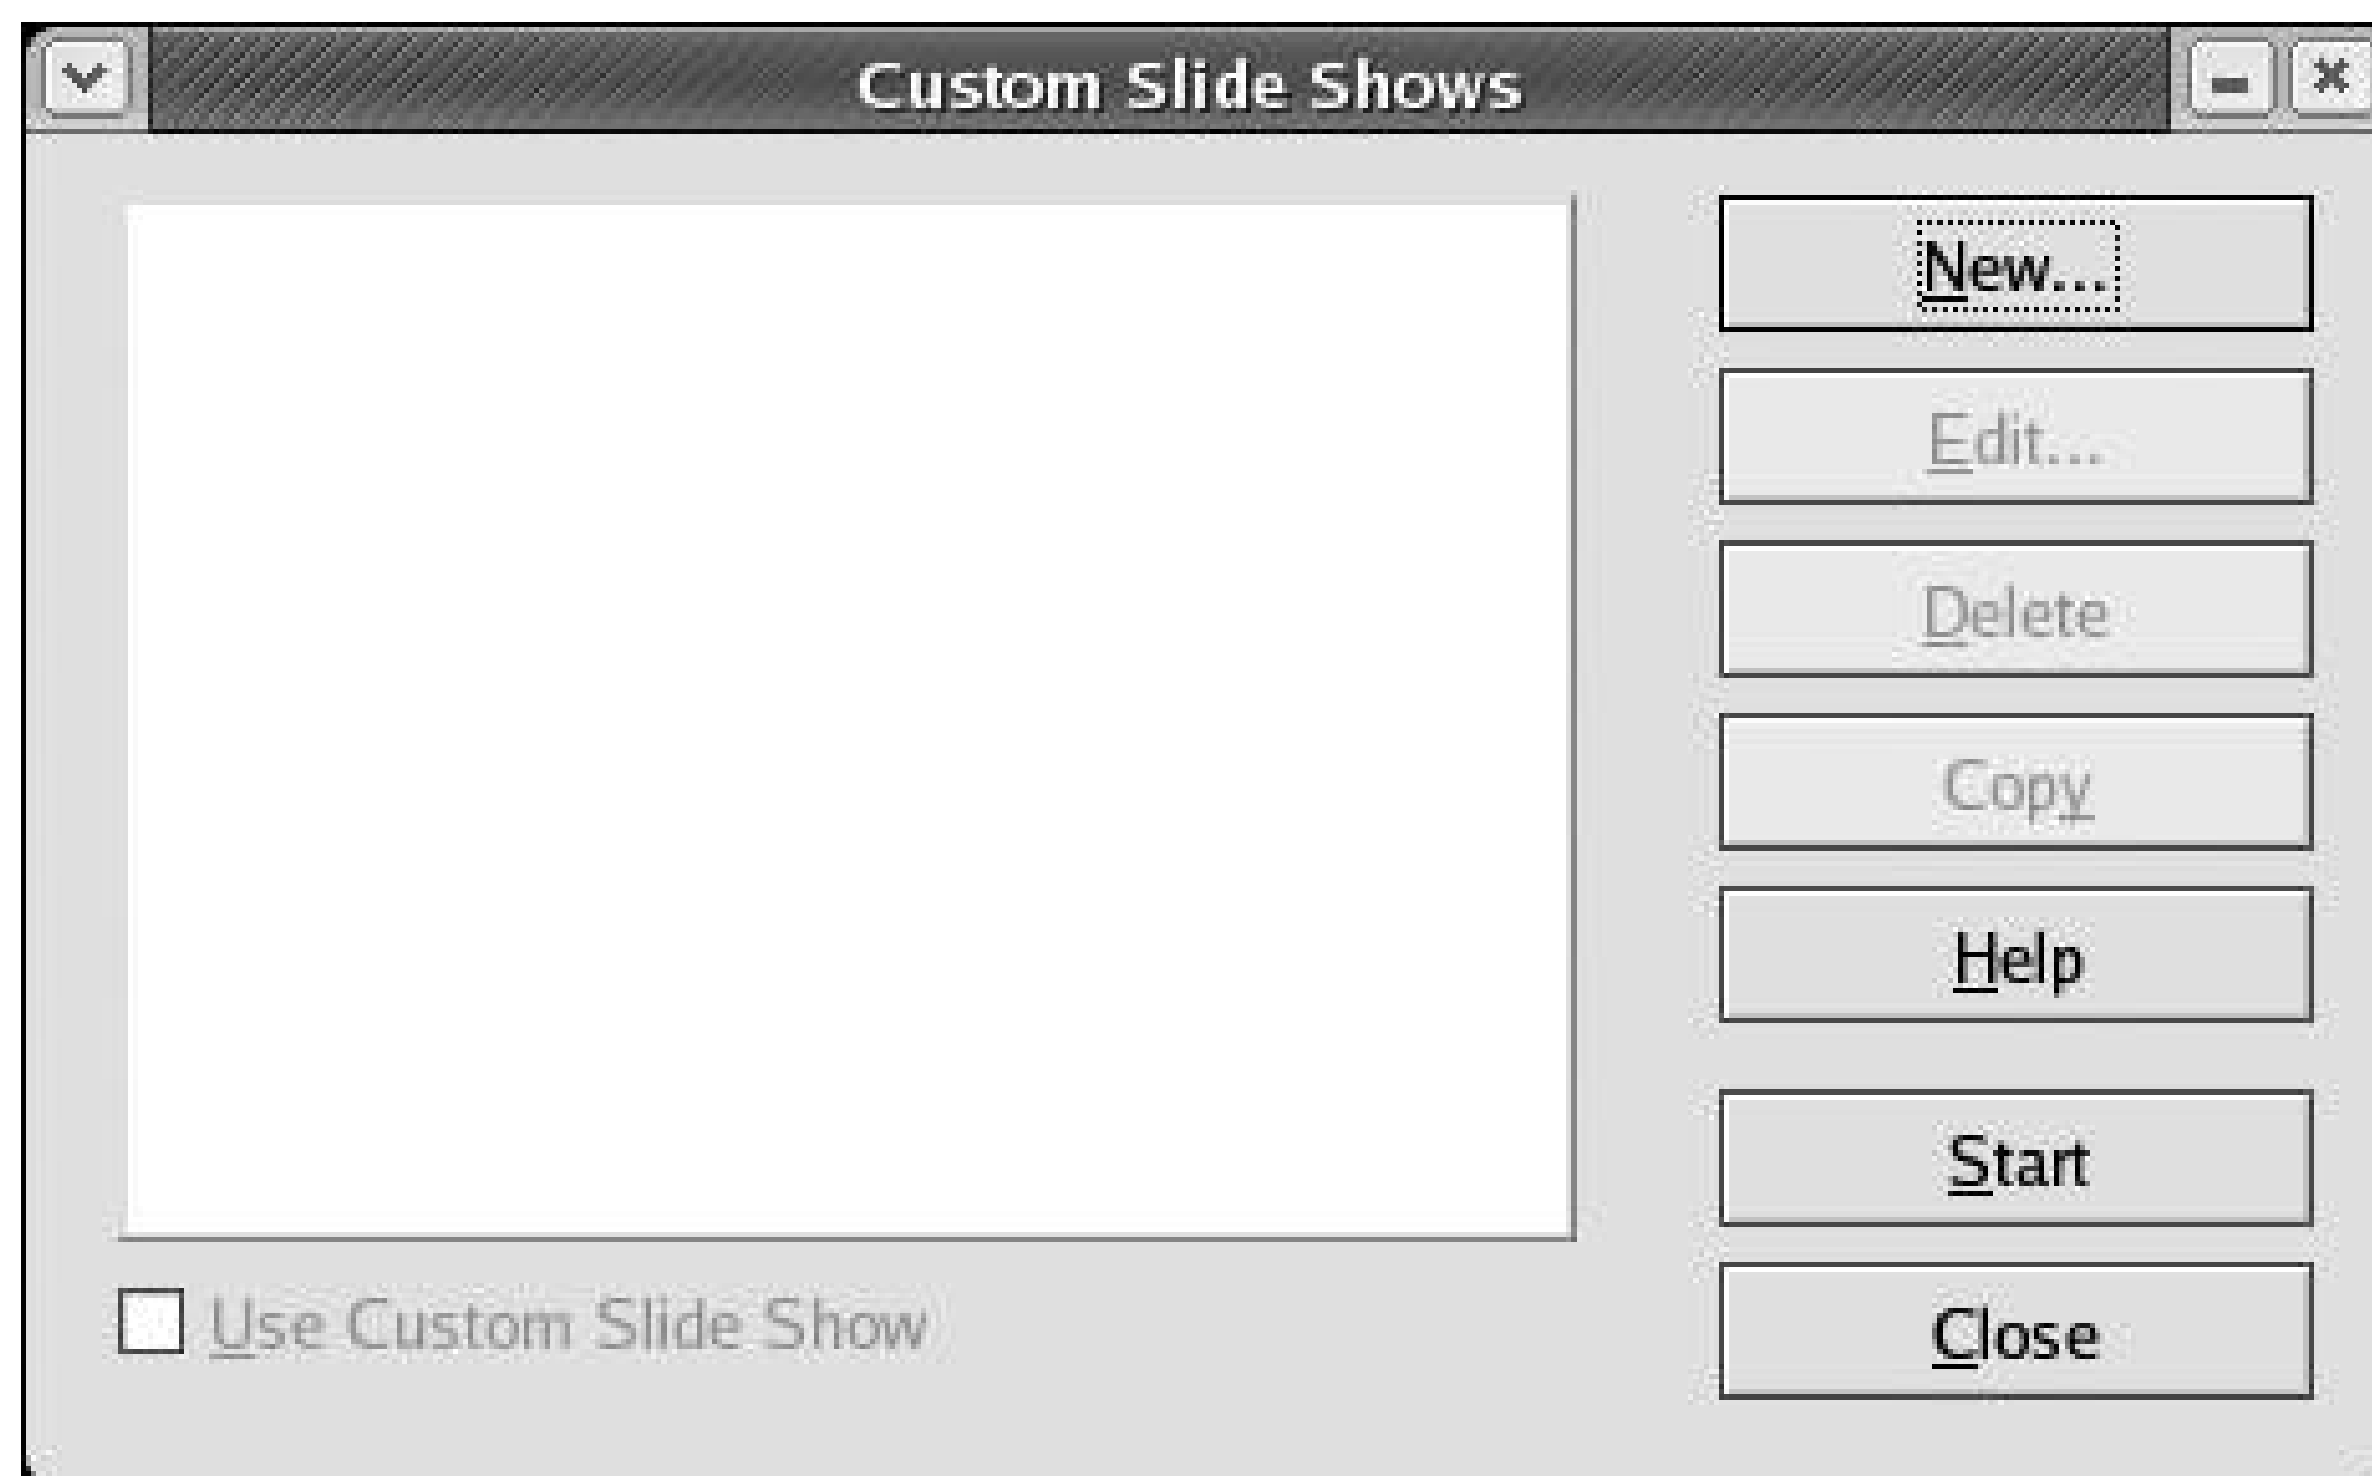 Custom Slide Shows
New...
Edit...
Delete
Copy
Help
Start
Close
Use Custom Slide Show